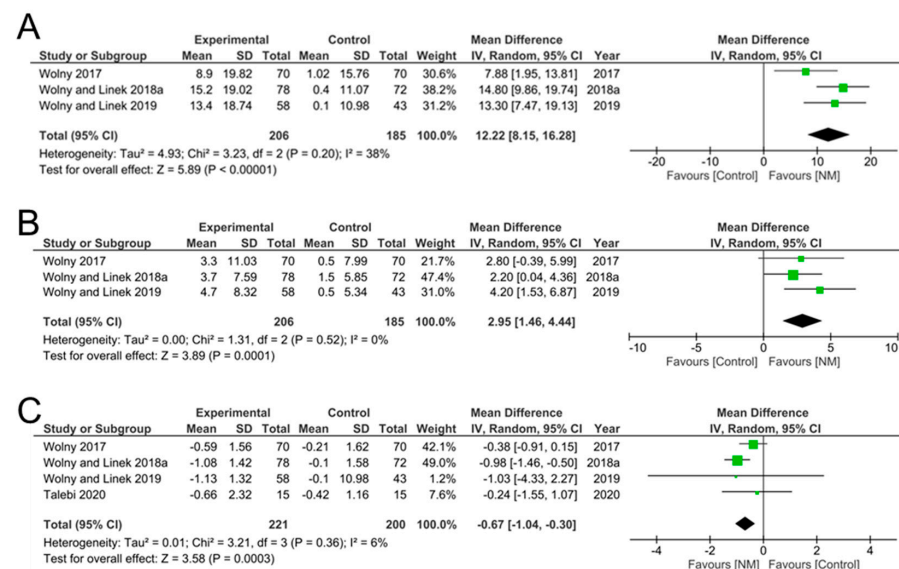 A
Experimental Control Mean Difference Mean Difference
Study or Subgroup Mean SD Total Mean SD Total Weight IV, Random, 95% CI Year IV, Random, 95% CI
Wolny 2017 8.9 19.82 70 1.02 15.76 70 30.6% 7.88 [1.95, 13.81] 2017
Wolny and Linek 2018a 15.2 19.02 78 0.4 11.07 72 38.2% 14.80 [9.86, 19.74] 2018a
Wolny and Linek 2019 13.4 18.74 58 0.1 10.98 43 31.2% 13.30 [7.47, 19.13] 2019
Total (95% CI) 206 185 100.0% 12.22 [8.15, 16.28]
Heterogeneity: Tau² = 4.93; Chi² = 3.23, df = 2 (P = 0.20); I² = 38%
Test for overall effect: Z = 5.89 (P < 0.00001)
-20 -10 0 10 20
Favours [Control] Favours [NM]
B
Experimental Control Mean Difference Mean Difference
Study or Subgroup Mean SD Total Mean SD Total Weight IV, Random, 95% CI Year IV, Random, 95% CI
Wolny 2017 3.3 11.03 70 0.5 7.99 70 21.7% 2.80 [-0.39, 5.99] 2017
Wolny and Linek 2018a 3.7 7.59 78 1.5 5.85 72 47.4% 2.20 [0.04, 4.36] 2018a
Wolny and Linek 2019 4.7 8.32 58 0.5 5.34 43 31.0% 4.20 [1.53, 6.87] 2019
Total (95% CI) 206 185 100.0% 2.95 [1.46, 4.44]
Heterogeneity: Tau² = 0.00; Chi² = 1.31, df = 2 (P = 0.52); I² = 0%
Test for overall effect: Z = 3.89 (P = 0.0001)
-10 -5 0 5 10
Favours [Control] Favours [NM]
C
Experimental Control Mean Difference Mean Difference
Study or Subgroup Mean SD Total Mean SD Total Weight IV, Random, 95% CI Year IV, Random, 95% CI
Wolny 2017 -0.59 1.56 70 -0.21 1.62 70 42.1% -0.38 [-0.91, 0.15] 2017
Wolny and Linek 2018a -1.08 1.42 78 -0.1 1.58 72 49.0% -0.98 [-1.46, -0.50] 2018a
Wolny and Linek 2019 -1.13 1.32 58 -0.1 10.98 43 1.2% -1.03 [-4.33, 2.27] 2019
Talebi 2020 -0.66 2.32 15 -0.42 1.16 15 7.6% -0.24 [-1.55, 1.07] 2020
Total (95% CI) 221 200 100.0% -0.67 [-1.04, -0.30]
Heterogeneity: Tau² = 0.01; Chi² = 3.21, df = 3 (P = 0.36); I² = 6%
Test for overall effect: Z = 3.58 (P = 0.0003)
-4 -2 0 2 4
Favours [NM] Favours [Control]